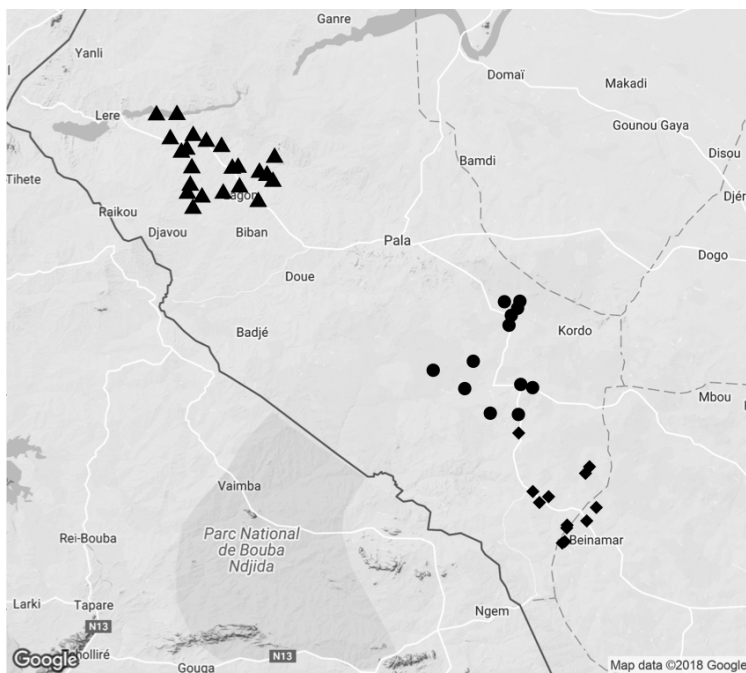 Ganre
Yanli
Domaï
Makadi
Lere
Gounou Gaya
Disou
Bamdi
Tihete
Raikou
Djavou
Biban
Pala
Dogo
Doue
Badjé
Kordo
Mbou
Vaimba
Parc National
de Bouba
Ndjida
Rei-Bouba
Beinamar
Larki
Tapare
Ngem
N13
N13
Google
Gouga
Map data ©2018 Google